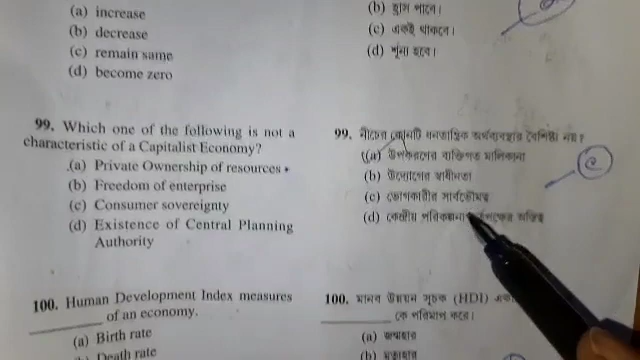 (a) increase
(b) decrease
(c) remain same
(d) become zero
(b) হ্রাস পাবে।
(c) একই থাকবে।
(d) শূন্য হবে।
99. Which one of the following is not a
characteristic of a Capitalist Economy?
(a) Private Ownership of resources
(b) Freedom of enterprise
(c) Consumer sovereignty
(d) Existence of Central Planning
Authority
99. নীচের কোনটি ধনতান্ত্রিক অর্থব্যবস্থার বৈশিষ্ট্য নয়?
(a) উপকরণের ব্যক্তিগত মালিকানা
(b) উদ্যোগের স্বাধীনতা
(c) ভোগকারীর সার্বভৌমত্ব
(d) কেন্দ্রীয় পরিকল্পনা অস্তিত্ব
100. Human Development Index measures
of an economy.
(a) Birth rate
(b) Death rate
100. মানব উন্নয়ন সূচক (HDI)
কে পরিমাপ করে।
(a) জন্মহার
(b) মৃত্যুহার